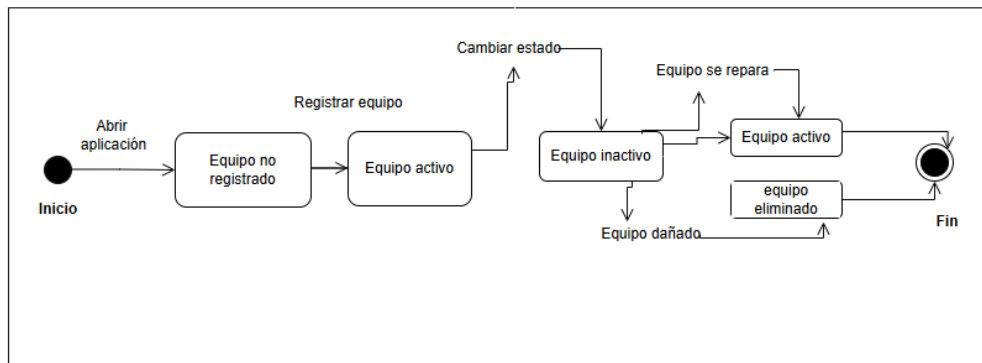 Cambiar estado
Equipo se repara
Registrar equipo
Abrir
aplicación
Equipo no
registrado
Equipo activo
Equipo inactivo
Equipo activo
equipo
eliminado
Inicio
Equipo dañado
Fin